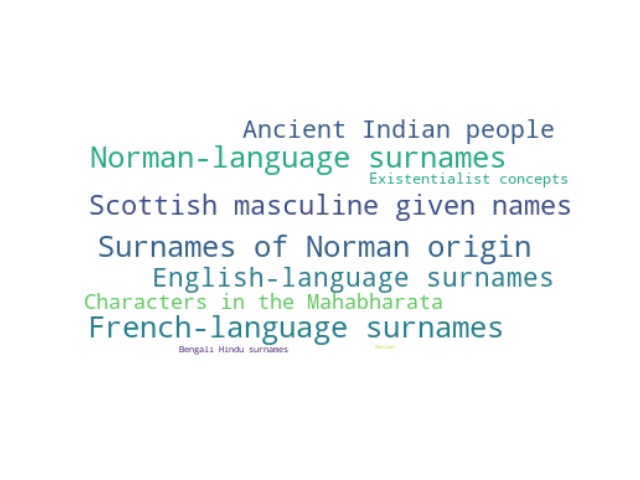 Ancient Indian people
Norman-language surnames
Existentialist concepts
Scottish masculine given names
Surnames of Norman origin
English-language surnames
Characters in the Mahabharata
French-language surnames
Bengali Hindu surnames